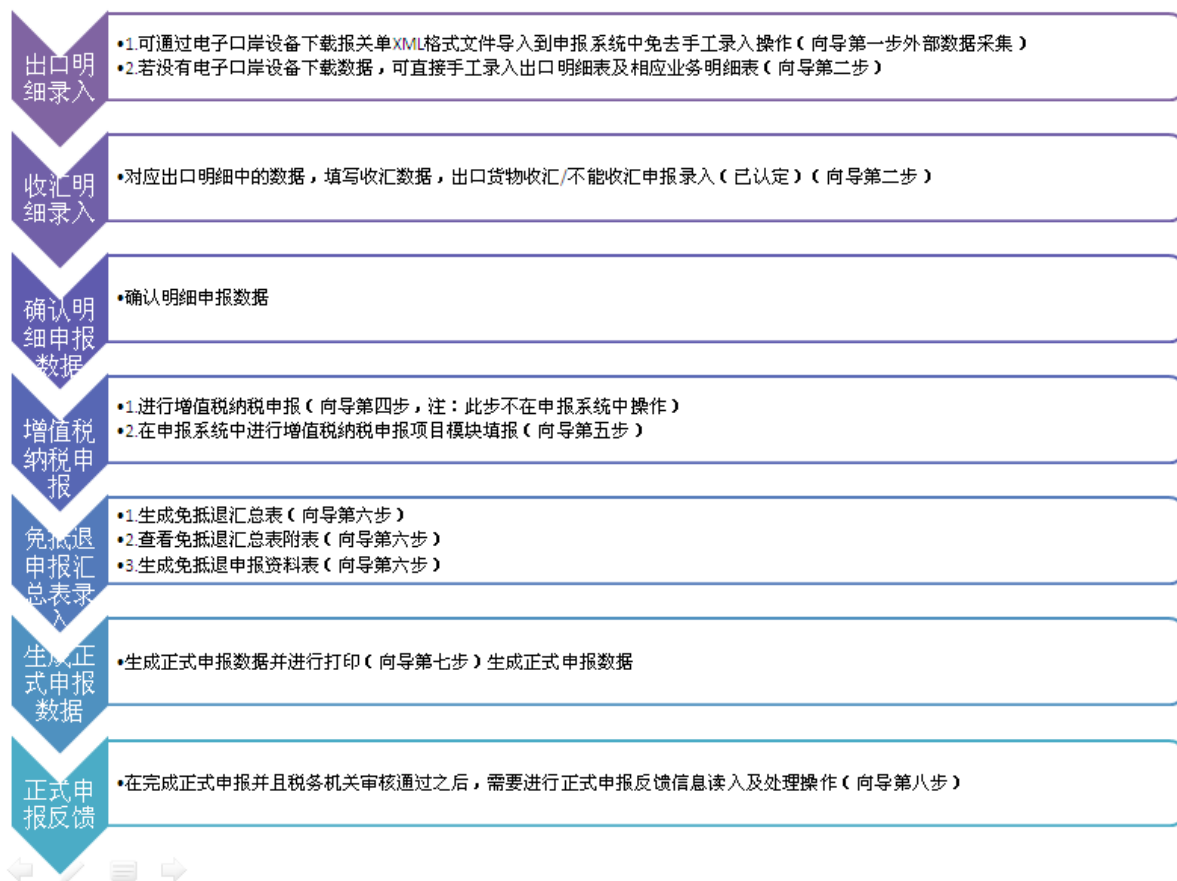 出口明
细录入
•1.可通过电子口岸设备下载报关单XML格式文件导入到申报系统中免去手工录入操作（向导第一步外部数据采集）
•2.若没有电子口岸设备下载数据，可直接手工录入出口明细表及相应业务明细表（向导第二步）
收汇明
细录入
•对应出口明细中的数据，填写收汇数据，出口货物收汇/不能收汇申报录入（已认定）（向导第二步）
确认明
细申报
数据
•确认明细申报数据
增值税
纳税申
报
•1.进行增值税纳税申报（向导第四步，注：此步不在申报系统中操作）
•2.在申报系统中进行增值税纳税申报项目模块填报（向导第五步）
免抵退
申报汇
总表录
入
•1.生成免抵退汇总表（向导第六步）
•2.查看免抵退汇总表附表（向导第六步）
•3.生成免抵退申报资料表（向导第六步）
生成正
式申报
数据
•生成正式申报数据并进行打印（向导第七步）生成正式申报数据
正式申
报反馈
•在完成正式申报并且税务机关审核通过之后，需要进行正式申报反馈信息读入及处理操作（向导第八步）